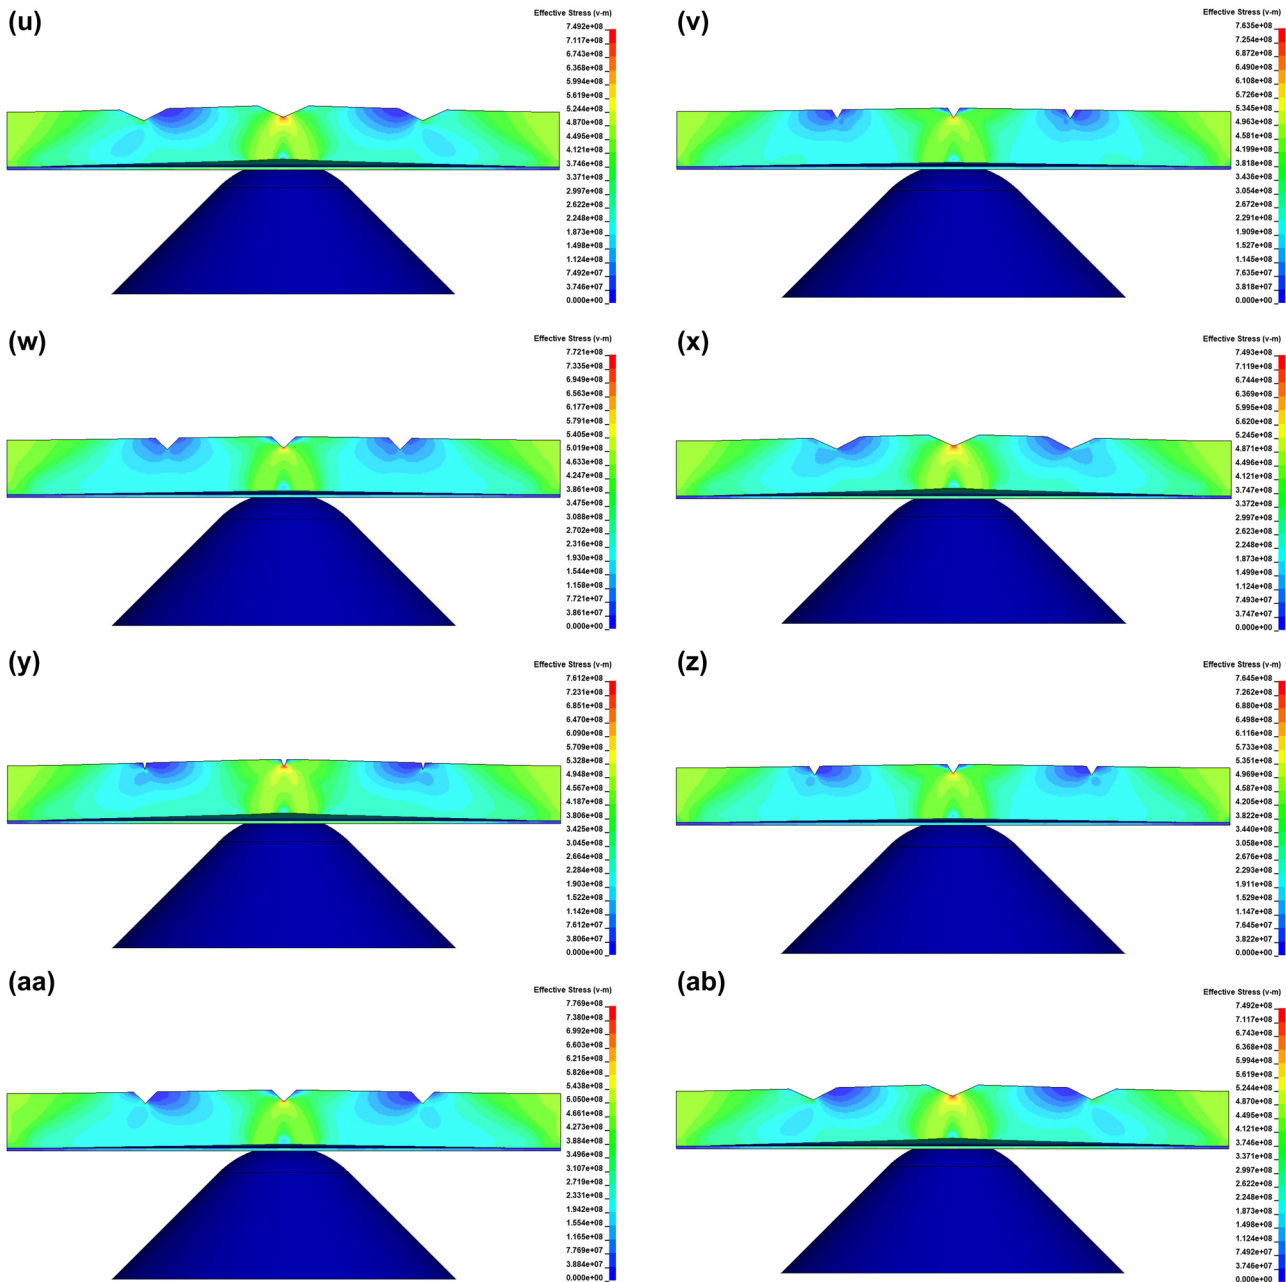 (u)
Effective Stress (v-m)
7.492e+08
7.117e+08
6.743e+08
6.368e+08
5.994e+08
5.619e+08
5.244e+08
4.870e+08
4.495e+08
4.121e+08
3.746e+08
3.371e+08
2.997e+08
2.622e+08
2.248e+08
1.873e+08
1.498e+08
1.124e+08
7.492e+07
3.746e+07
0.000e+00
(v)
Effective Stress (v-m)
7.635e+08
7.254e+08
6.872e+08
6.490e+08
6.108e+08
5.726e+08
5.345e+08
4.963e+08
4.581e+08
4.199e+08
3.818e+08
3.436e+08
3.054e+08
2.672e+08
2.291e+08
1.909e+08
1.527e+08
1.145e+08
7.635e+07
3.818e+07
0.000e+00
(w)
Effective Stress (v-m)
7.721e+08
7.335e+08
6.949e+08
6.563e+08
6.177e+08
5.791e+08
5.405e+08
5.019e+08
4.633e+08
4.247e+08
3.861e+08
3.475e+08
3.088e+08
2.702e+08
2.316e+08
1.930e+08
1.544e+08
1.158e+08
7.721e+07
3.861e+07
0.000e+00
(x)
Effective Stress (v-m)
7.493e+08
7.119e+08
6.744e+08
6.369e+08
5.995e+08
5.620e+08
5.245e+08
4.871e+08
4.496e+08
4.121e+08
3.747e+08
3.372e+08
2.997e+08
2.623e+08
2.248e+08
1.873e+08
1.499e+08
1.124e+08
7.493e+07
3.747e+07
0.000e+00
(y)
Effective Stress (v-m)
7.612e+08
7.231e+08
6.851e+08
6.470e+08
6.090e+08
5.709e+08
5.328e+08
4.948e+08
4.567e+08
4.187e+08
3.806e+08
3.425e+08
3.045e+08
2.664e+08
2.284e+08
1.903e+08
1.522e+08
1.142e+08
7.612e+07
3.806e+07
0.000e+00
(z)
Effective Stress (v-m)
7.645e+08
7.262e+08
6.880e+08
6.498e+08
6.116e+08
5.733e+08
5.351e+08
4.969e+08
4.587e+08
4.205e+08
3.822e+08
3.440e+08
3.058e+08
2.676e+08
2.293e+08
1.911e+08
1.529e+08
1.147e+08
7.645e+07
3.822e+07
0.000e+00
(aa)
Effective Stress (v-m)
7.769e+08
7.380e+08
6.992e+08
6.603e+08
6.215e+08
5.826e+08
5.438e+08
5.050e+08
4.661e+08
4.273e+08
3.884e+08
3.496e+08
3.107e+08
2.719e+08
2.331e+08
1.942e+08
1.554e+08
1.165e+08
7.769e+07
3.884e+07
0.000e+00
(ab)
Effective Stress (v-m)
7.492e+08
7.117e+08
6.743e+08
6.368e+08
5.994e+08
5.619e+08
5.244e+08
4.870e+08
4.495e+08
4.121e+08
3.746e+08
3.371e+08
2.997e+08
2.622e+08
2.248e+08
1.873e+08
1.498e+08
1.124e+08
7.492e+07
3.746e+07
0.000e+00